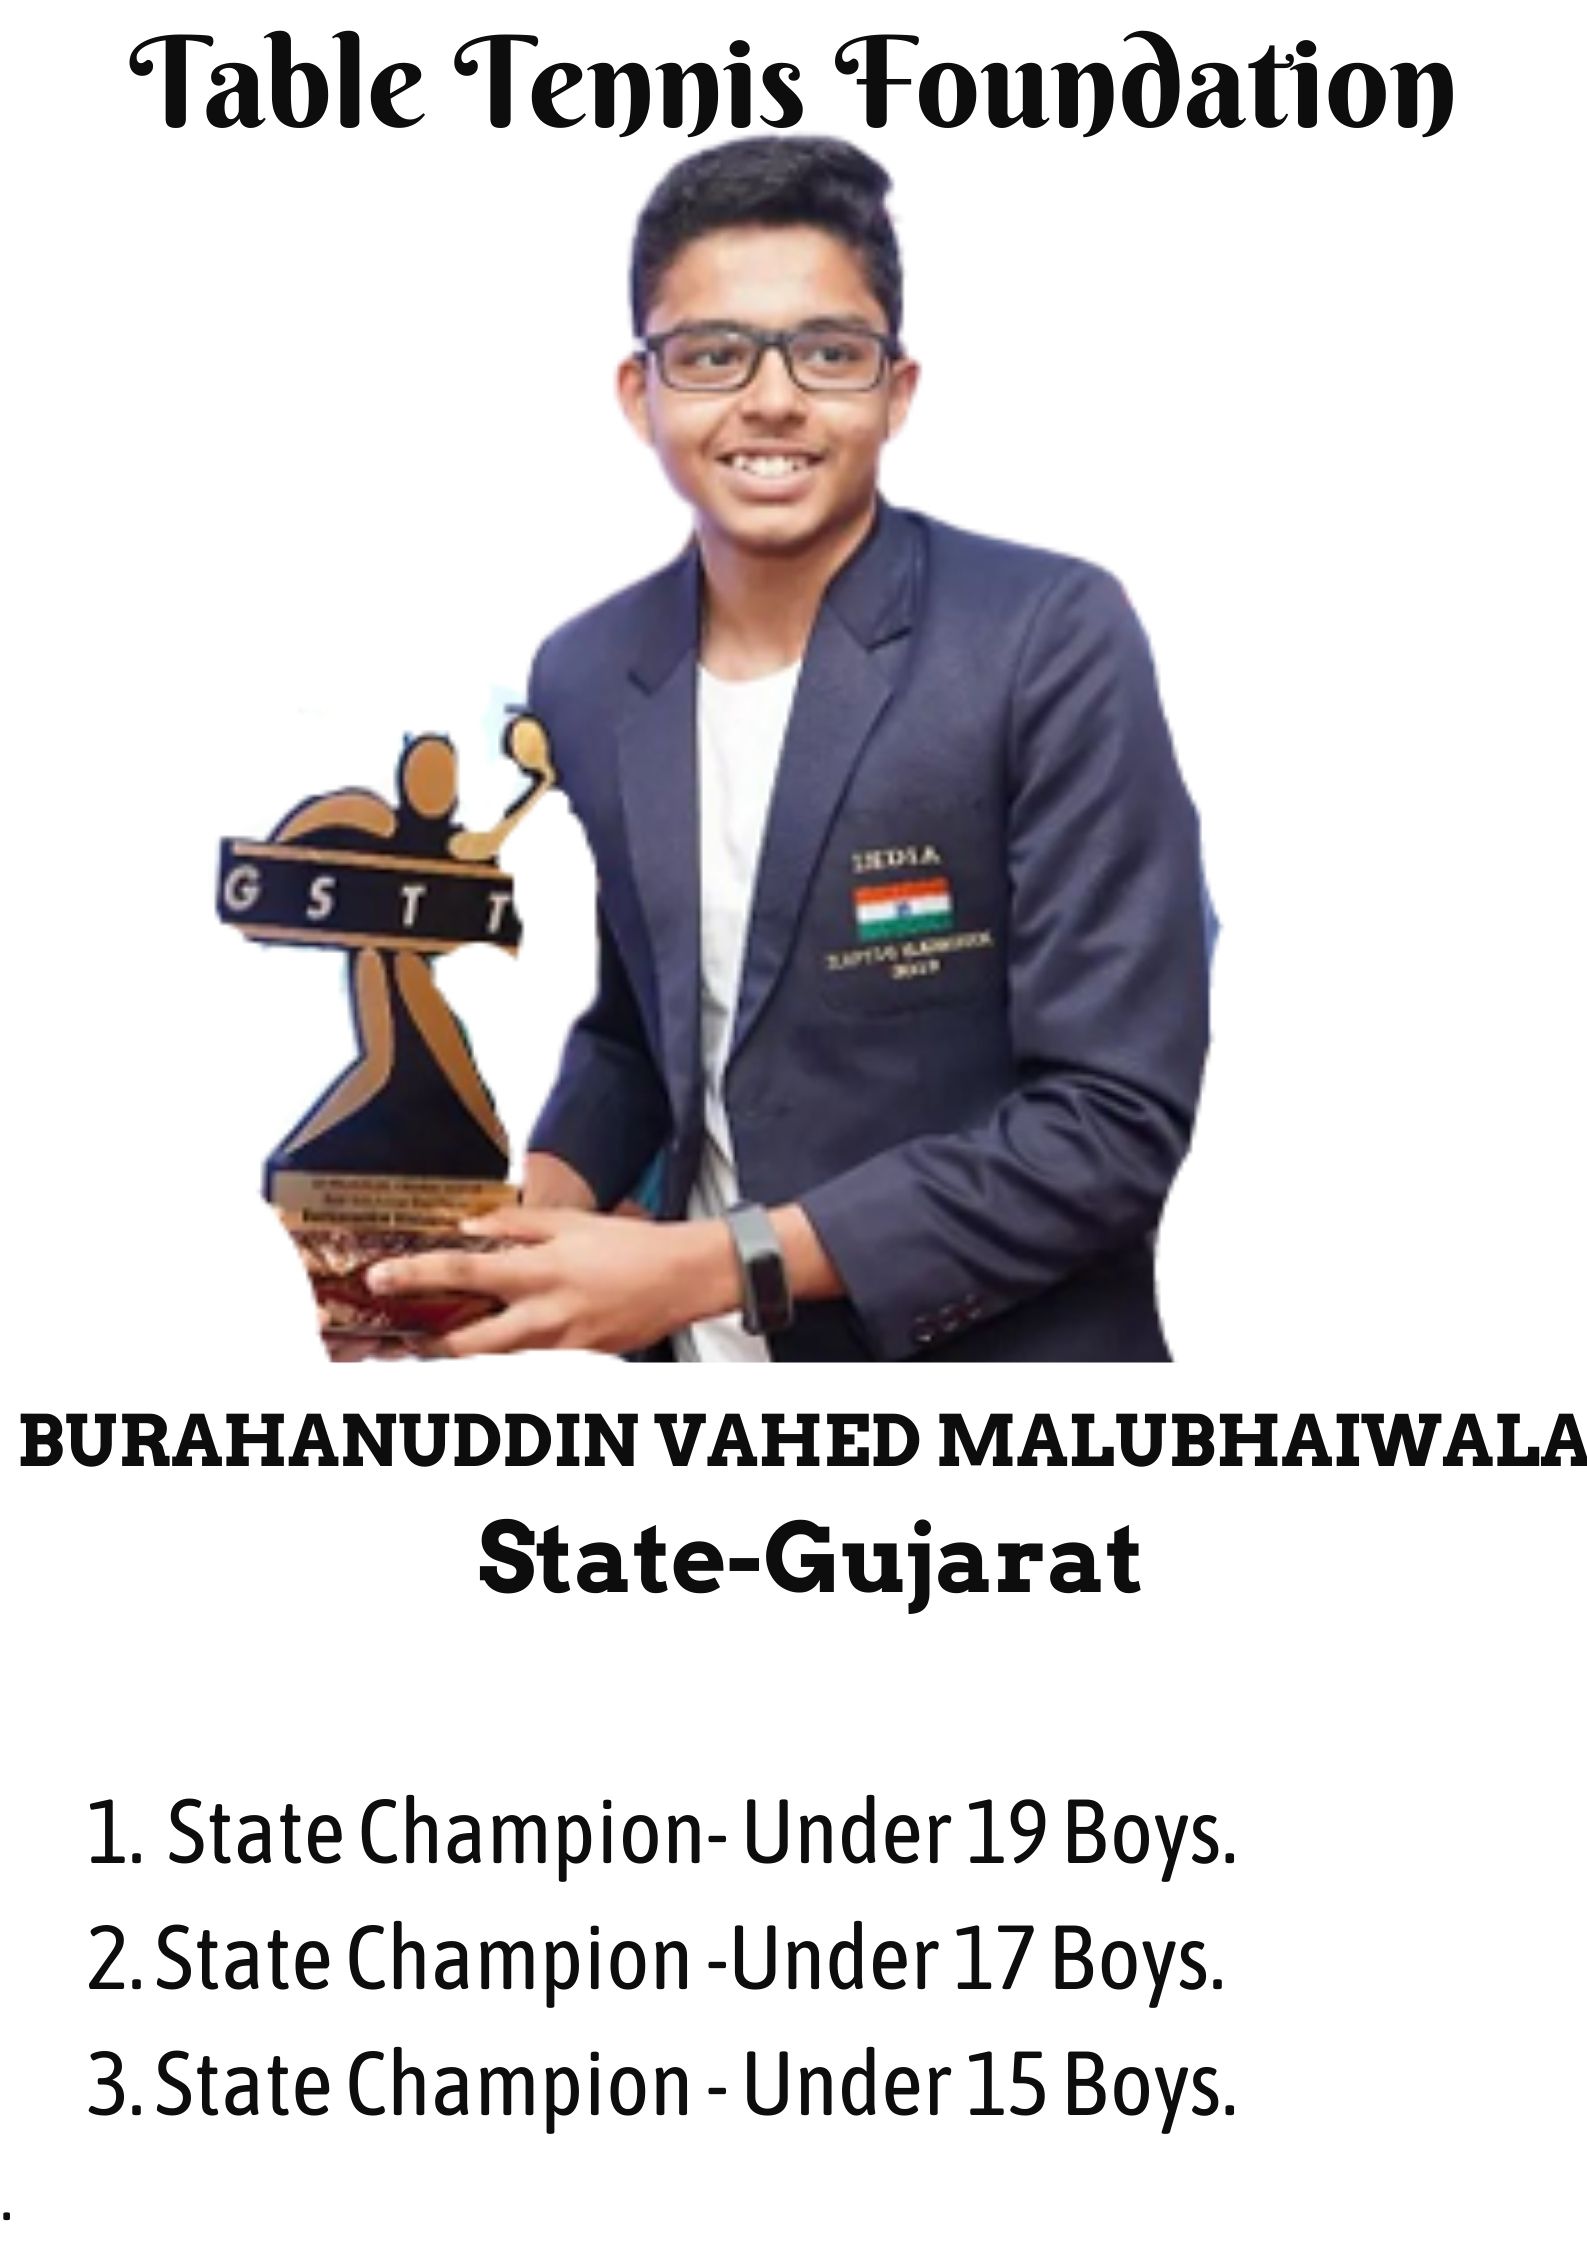 Table Tennis Foundation
G S T T
INDIA
2019
BURAHANUDDIN VAHED MALUBHAIWALA
State-Gujarat
1. State Champion- Under 19 Boys.
2. State Champion -Under 17 Boys.
3. State Champion - Under 15 Boys.
.